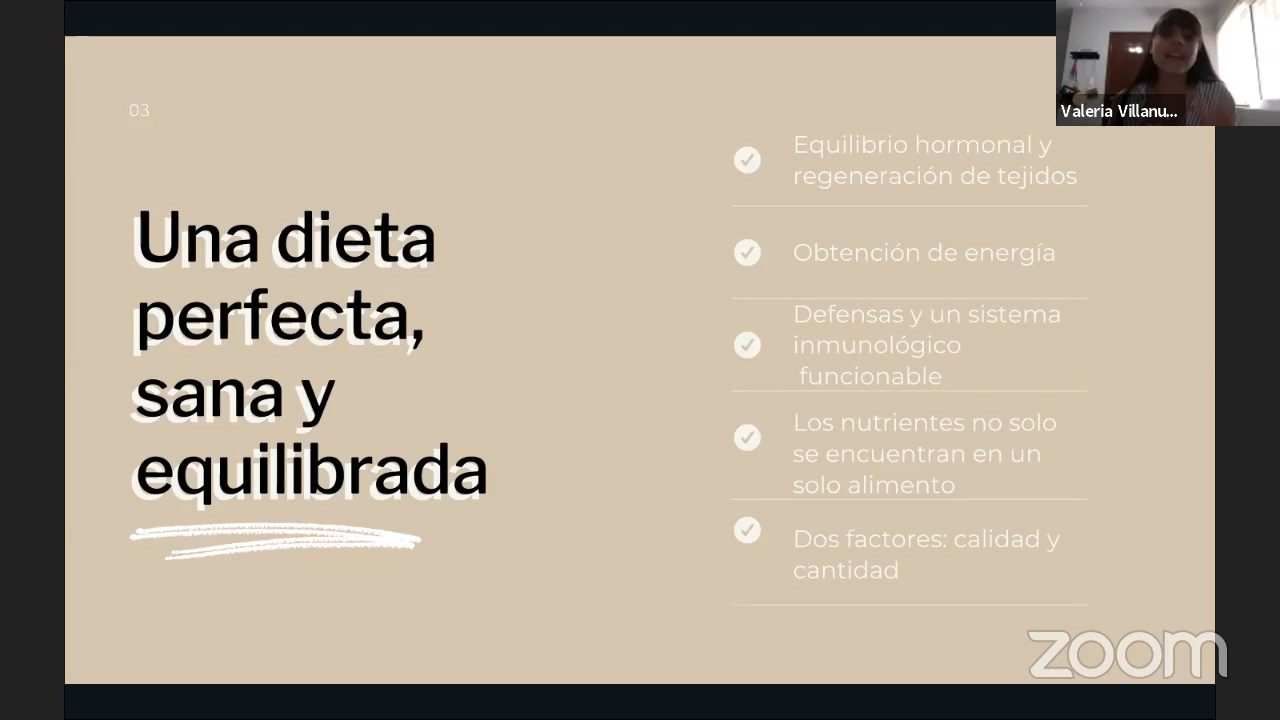 03
Una dieta
perfecta,
sana y
equilibrada
Equilibrio hormonal y
regeneración de tejidos
Obtención de energía
Defensas y un sistema
inmunológico
funcionable
Los nutrientes no solo
se encuentran en un
solo alimento
Dos factores: calidad y
cantidad
Valeria Villanu...
zoom